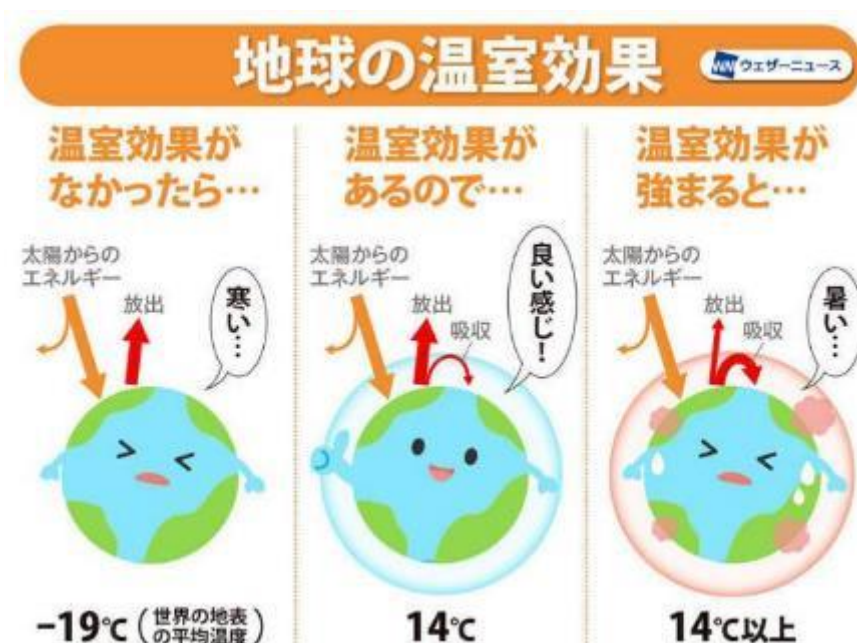 地球の温室効果
ウェザーニュース
温室効果が
なかったら…
太陽からの
エネルギー
放出
寒い…
-19℃(世界の地表
の平均温度)
温室効果が
あるので…
太陽からの
エネルギー
放出
吸収
良い感じ!
14℃
温室効果が
強まると…
太陽からの
エネルギー
放出
吸収
暑い…
14℃以上